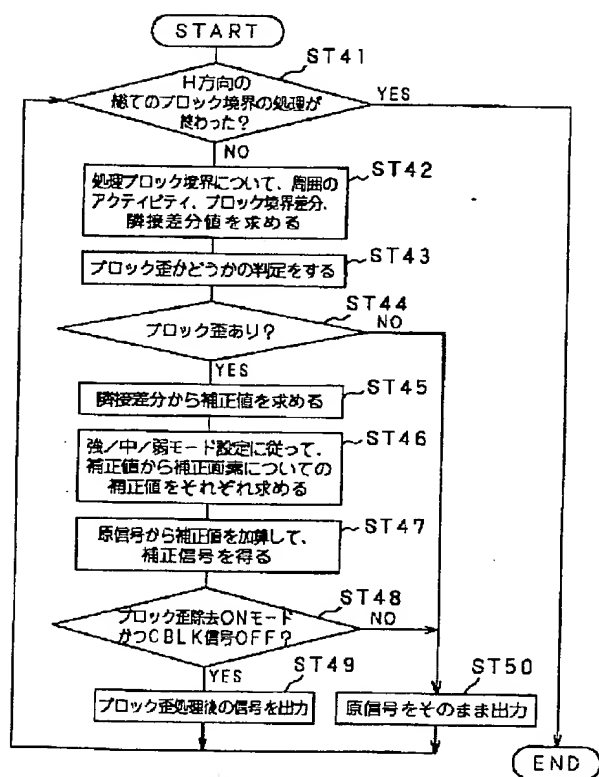 START
ST41
H方向の
総てのブロック境界の処理が
終わった?
YES
NO
ST42
処理ブロック境界について、周囲の
アクティビティ、ブロック境界差分、
隣接差分値を求める
ST43
ブロック歪かどうかの判定をする
ST44
ブロック歪あり?
NO
YES
ST45
隣接差分から補正値を求める
ST46
強/中/弱モード設定に従って、
補正値から補正画素についての
補正値をそれぞれ求める
ST47
原信号から補正値を加算して、
補正信号を得る
ST48
ブロック歪除去ONモード
かつCBLK信号OFF?
NO
YES
ST49
ブロック歪処理後の信号を出力
ST50
原信号をそのまま出力
END